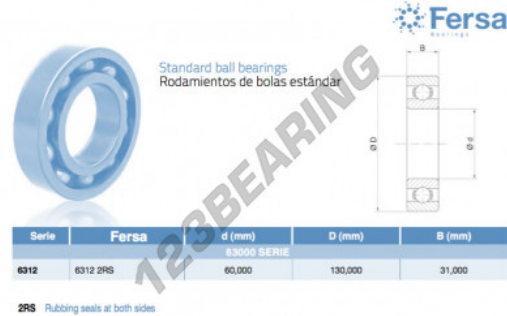 Fersa
Bearings
Standard ball bearings
Rodamientos de bolas estándar
B
Ø D
Ø d
123BEARING
Serie Fersa d (mm) D (mm) B (mm)
63000 SERIE
6312 6312 2RS 60,000 130,000 31,000
2RS Rubbing seals at both sides